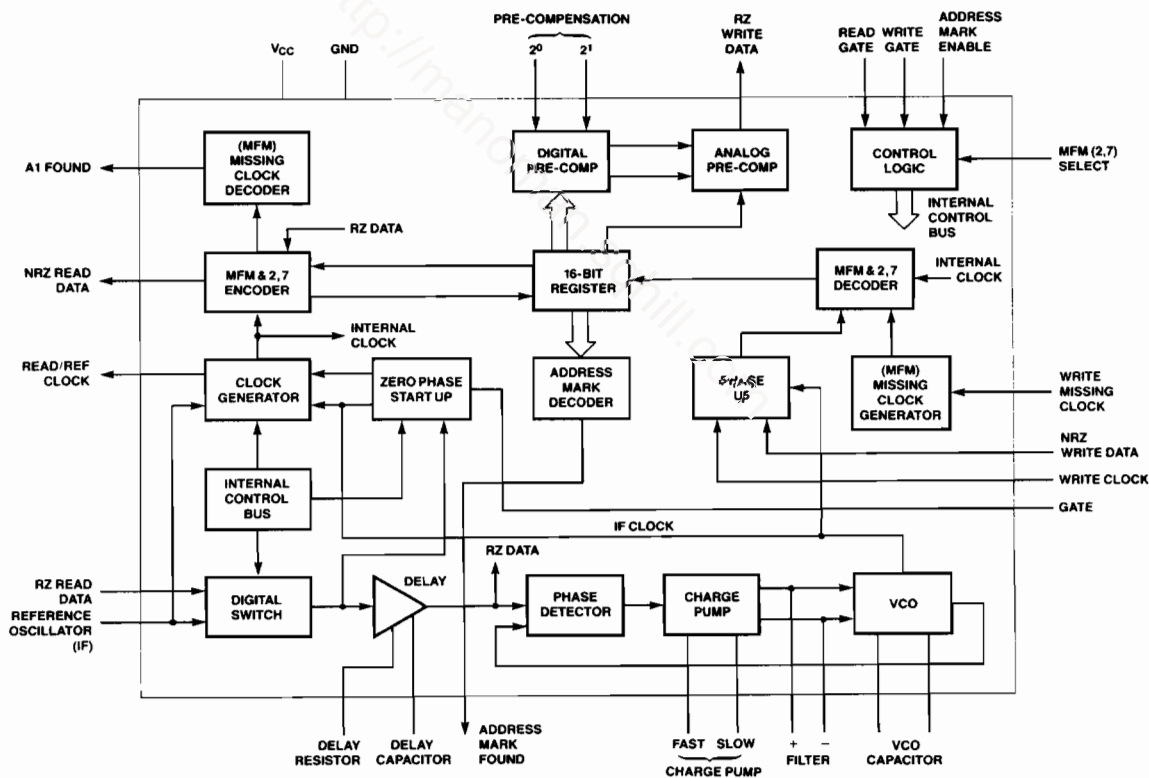 PRE-COMPENSATION
2⁰ 2¹
RZ
WRITE
DATA
READ
GATE
WRITE
GATE
ADDRESS
MARK
ENABLE
VCC
GND
A1 FOUND
(MFM)
MISSING
CLOCK
DECODER
DIGITAL
PRE-COMP
ANALOG
PRE-COMP
CONTROL
LOGIC
MFM (2,7)
SELECT
INTERNAL
CONTROL
BUS
RZ DATA
NRZ READ
DATA
MFM & 2,7
ENCODER
16-BIT
REGISTER
MFM & 2,7
DECODER
INTERNAL
CLOCK
INTERNAL
CLOCK
READ/REF
CLOCK
CLOCK
GENERATOR
ZERO PHASE
START UP
ADDRESS
MARK
DECODER
(MFM)
MISSING
CLOCK
GENERATOR
WRITE
MISSING
CLOCK
NRZ
WRITE DATA
WRITE CLOCK
GATE
INTERNAL
CONTROL
BUS
IF CLOCK
RZ DATA
RZ READ
DATA
REFERENCE
OSCILLATOR
(IF)
DIGITAL
SWITCH
DELAY
PHASE
DETECTOR
CHARGE
PUMP
VCO
DELAY
RESISTOR
DELAY
CAPACITOR
ADDRESS
MARK
FOUND
FAST SLOW
CHARGE PUMP
+ −
FILTER
VCO
CAPACITOR